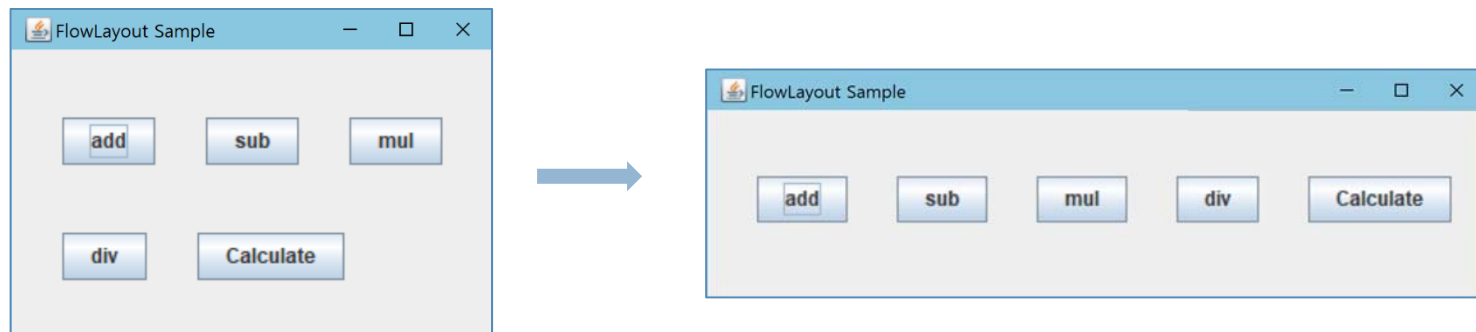 FlowLayout Sample
add sub mul
div Calculate
FlowLayout Sample
add sub mul div Calculate